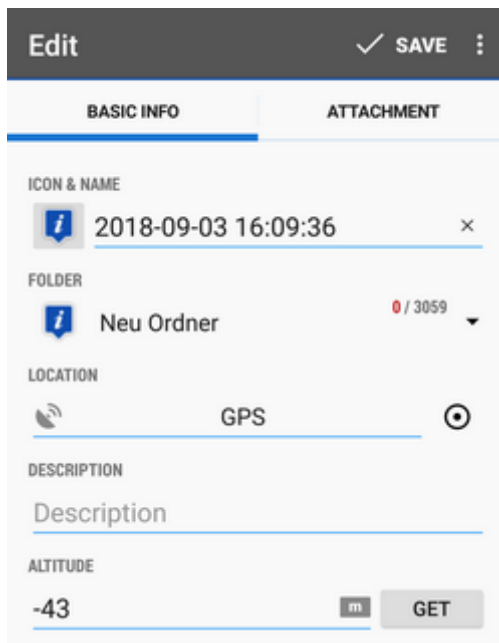 Edit SAVE
BASIC INFO ATTACHMENT
ICON & NAME
i 2018-09-03 16:09:36 ×
FOLDER
i Neu Ordner 0 / 3059
LOCATION
GPS
DESCRIPTION
Description
ALTITUDE
-43 m GET